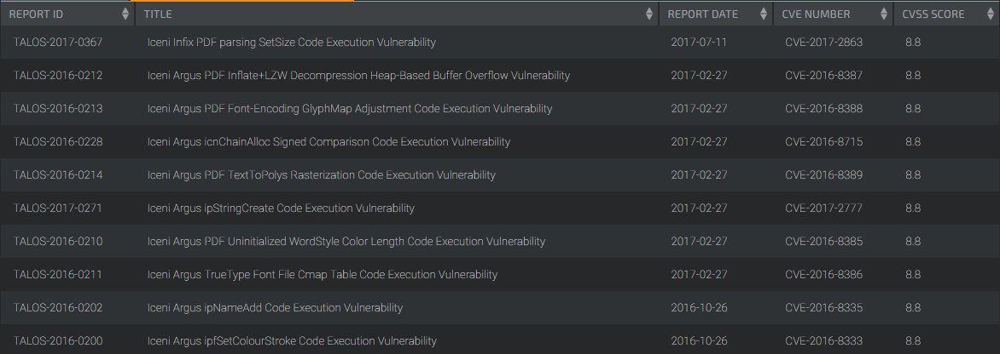 REPORT ID TITLE REPORT DATE CVE NUMBER CVSS SCORE
TALOS-2017-0367 Iceni Infix PDF parsing SetSize Code Execution Vulnerability 2017-07-11 CVE-2017-2863 8.8
TALOS-2016-0212 Iceni Argus PDF Inflate+LZW Decompression Heap-Based Buffer Overflow Vulnerability 2017-02-27 CVE-2016-8387 8.8
TALOS-2016-0213 Iceni Argus PDF Font-Encoding GlyphMap Adjustment Code Execution Vulnerability 2017-02-27 CVE-2016-8388 8.8
TALOS-2016-0228 Iceni Argus icnChainAlloc Signed Comparison Code Execution Vulnerability 2017-02-27 CVE-2016-8715 8.8
TALOS-2016-0214 Iceni Argus PDF TextToPolys Rasterization Code Execution Vulnerability 2017-02-27 CVE-2016-8389 8.8
TALOS-2017-0271 Iceni Argus ipStringCreate Code Execution Vulnerability 2017-02-27 CVE-2017-2777 8.8
TALOS-2016-0210 Iceni Argus PDF Uninitialized WordStyle Color Length Code Execution Vulnerability 2017-02-27 CVE-2016-8385 8.8
TALOS-2016-0211 Iceni Argus TrueType Font File Cmap Table Code Execution Vulnerability 2017-02-27 CVE-2016-8386 8.8
TALOS-2016-0202 Iceni Argus ipNameAdd Code Execution Vulnerability 2016-10-26 CVE-2016-8335 8.8
TALOS-2016-0200 Iceni Argus ipfSetColourStroke Code Execution Vulnerability 2016-10-26 CVE-2016-8333 8.8